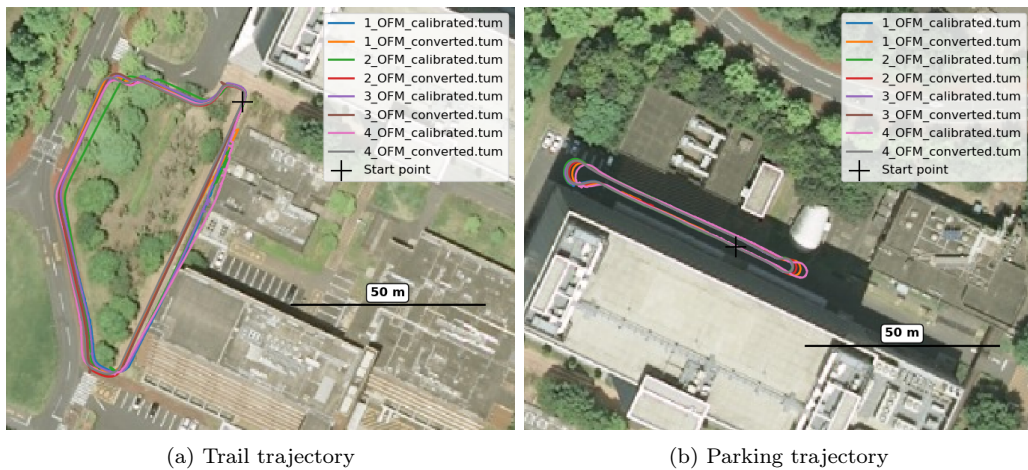 1_OFM_calibrated.tum
1_OFM_converted.tum
2_OFM_calibrated.tum
2_OFM_converted.tum
3_OFM_calibrated.tum
3_OFM_converted.tum
4_OFM_calibrated.tum
4_OFM_converted.tum
Start point
50 m
(a) Trail trajectory
1_OFM_calibrated.tum
1_OFM_converted.tum
2_OFM_calibrated.tum
2_OFM_converted.tum
3_OFM_calibrated.tum
3_OFM_converted.tum
4_OFM_calibrated.tum
4_OFM_converted.tum
Start point
50 m
(b) Parking trajectory